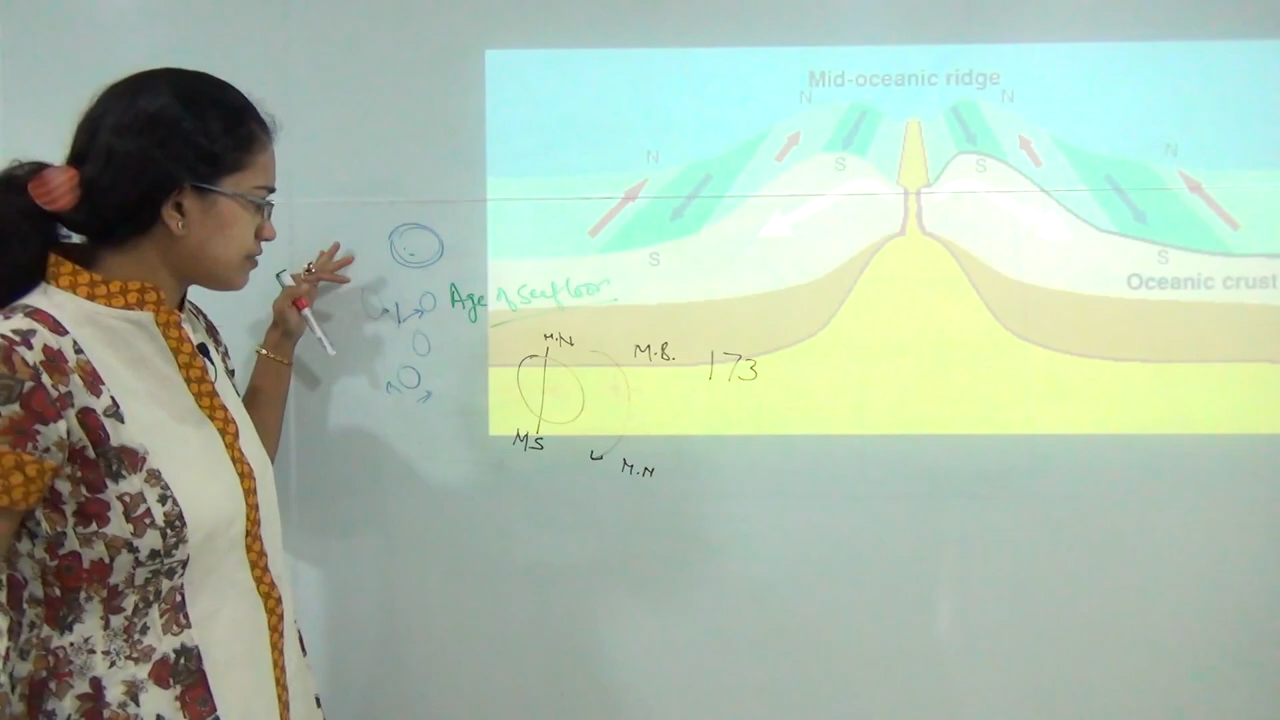 Mid-oceanic ridge
N N
N N
S S
S S
Oceanic crust
Age of seafloor
M.N
M.B. 173
MS
M.N